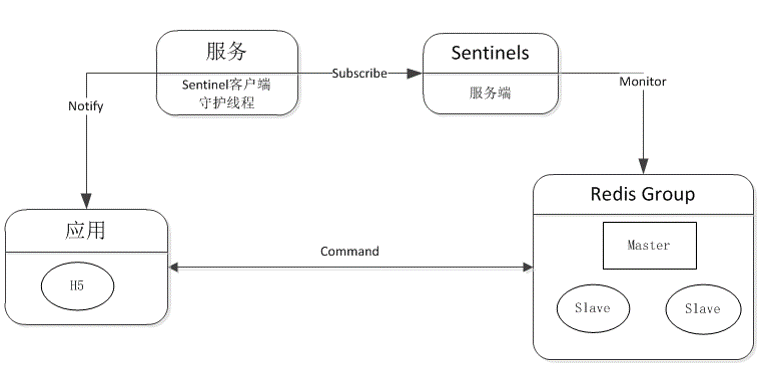 服务
Sentinel客户端
守护线程
Subscribe
Sentinels
服务端
Monitor
Notify
应用
H5
Command
Redis Group
Master
Slave
Slave